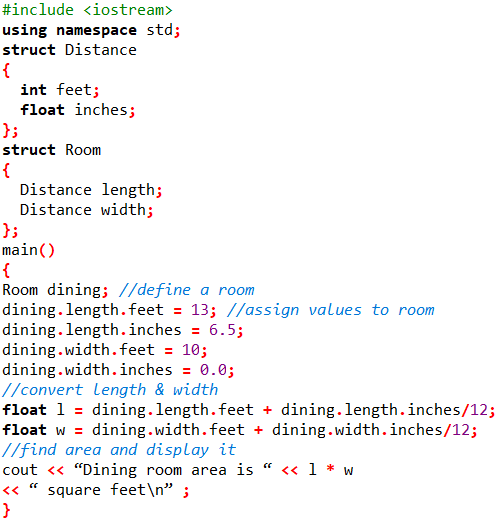 #include <iostream>
using namespace std;
struct Distance
{
int feet;
float inches;
};
struct Room
{
Distance length;
Distance width;
};
main()
{
Room dining; //define a room
dining.length.feet = 13; //assign values to room
dining.length.inches = 6.5;
dining.width.feet = 10;
dining.width.inches = 0.0;
//convert length & width
float l = dining.length.feet + dining.length.inches/12;
float w = dining.width.feet + dining.width.inches/12;
//find area and display it
cout << “Dining room area is “ << l * w
<< “ square feet\n” ;
}